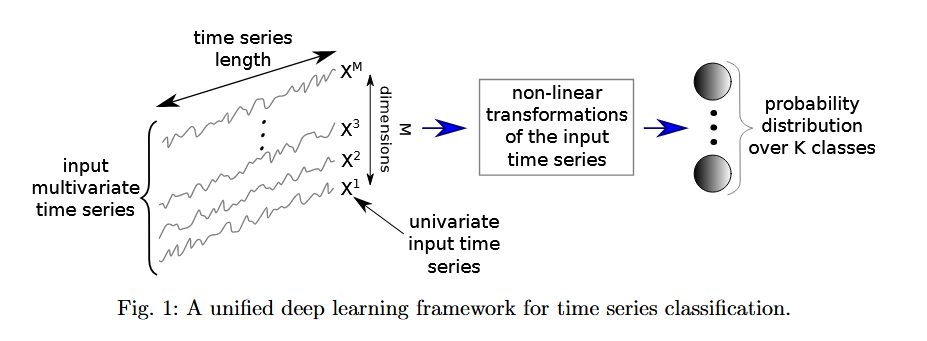 time series
length
X^M
X^3
X^2
X^1
M
dimensions
input
multivariate
time series
univariate
input time
series
non-linear
transformations
of the input
time series
probability
distribution
over K classes
Fig. 1: A unified deep learning framework for time series classification.